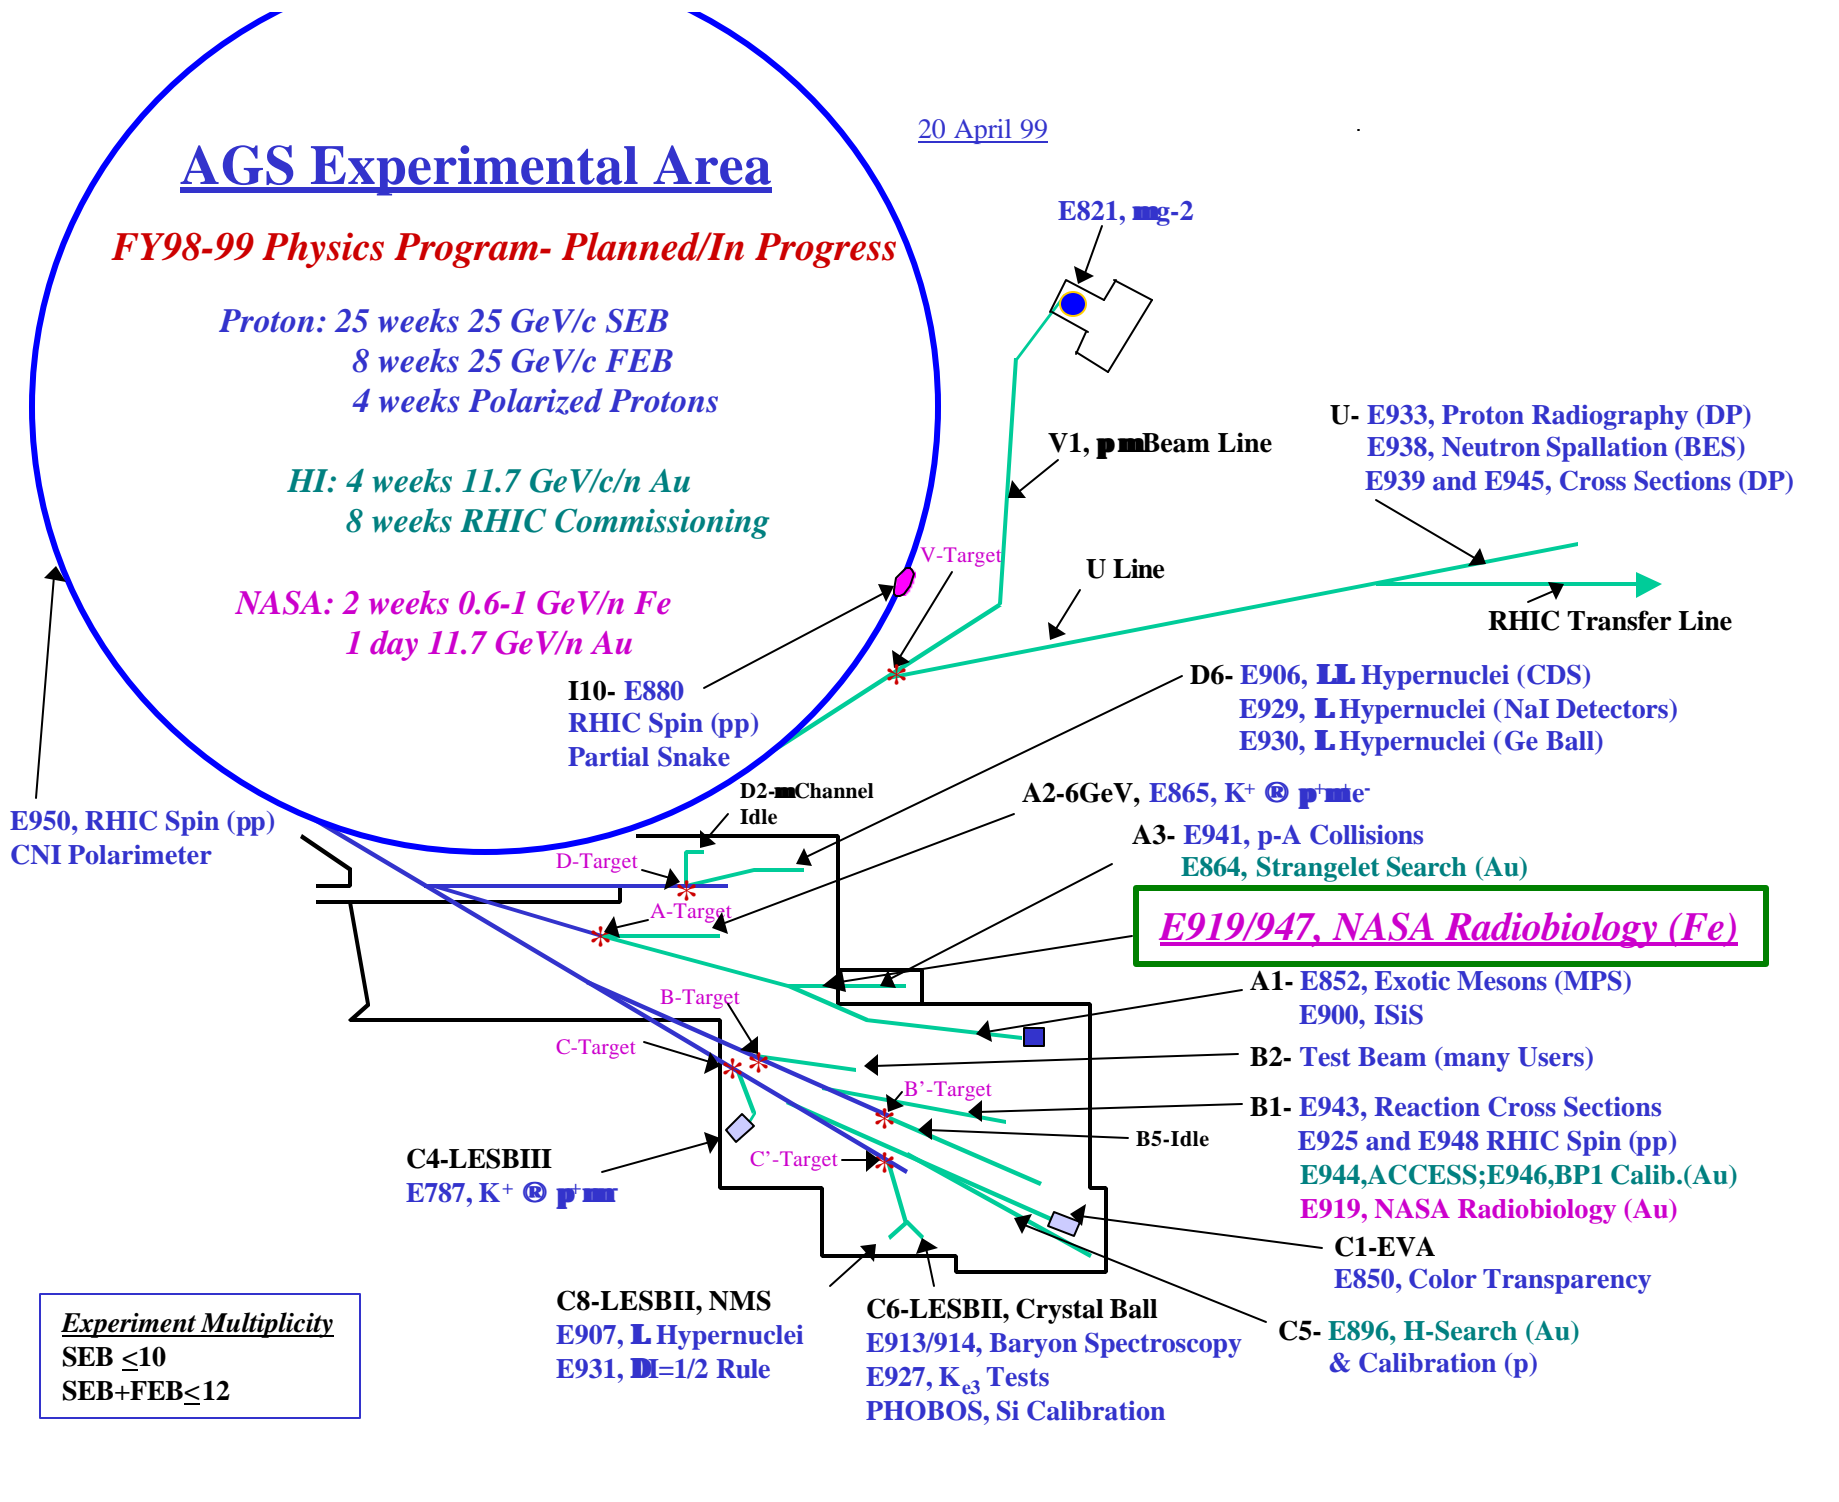 20 April 99
AGS Experimental Area
FY98-99 Physics Program- Planned/In Progress
Proton: 25 weeks 25 GeV/c SEB
8 weeks 25 GeV/c FEB
4 weeks Polarized Protons
HI: 4 weeks 11.7 GeV/c/n Au
8 weeks RHIC Commissioning
NASA: 2 weeks 0.6-1 GeV/n Fe
1 day 11.7 GeV/n Au
E821, g-2
V1, Beam Line
U- E933, Proton Radiography (DP)
E938, Neutron Spallation (BES)
E939 and E945, Cross Sections (DP)
V-Target
U Line
RHIC Transfer Line
I10- E880
RHIC Spin (pp)
Partial Snake
D6- E906, LL Hypernuclei (CDS)
E929, L Hypernuclei (NaI Detectors)
E930, L Hypernuclei (Ge Ball)
E950, RHIC Spin (pp)
CNI Polarimeter
D2- Channel
Idle
A2-6GeV, E865, K+ ®
A3- E941, p-A Collisions
E864, Strangelet Search (Au)
D-Target
A-Target
E919/947, NASA Radiobiology (Fe)
A1- E852, Exotic Mesons (MPS)
E900, ISiS
B-Target
C-Target
B2- Test Beam (many Users)
B'-Target
B1- E943, Reaction Cross Sections
E925 and E948 RHIC Spin (pp)
E944,ACCESS;E946,BP1 Calib.(Au)
E919, NASA Radiobiology (Au)
B5-Idle
C'-Target
C4-LESBIII
E787, K+ ®
C1-EVA
E850, Color Transparency
C8-LESBII, NMS
E907, L Hypernuclei
E931, DI=1/2 Rule
C6-LESBII, Crystal Ball
E913/914, Baryon Spectroscopy
E927, Ke3 Tests
PHOBOS, Si Calibration
C5- E896, H-Search (Au)
& Calibration (p)
Experiment Multiplicity
SEB ≤10
SEB+FEB≤12